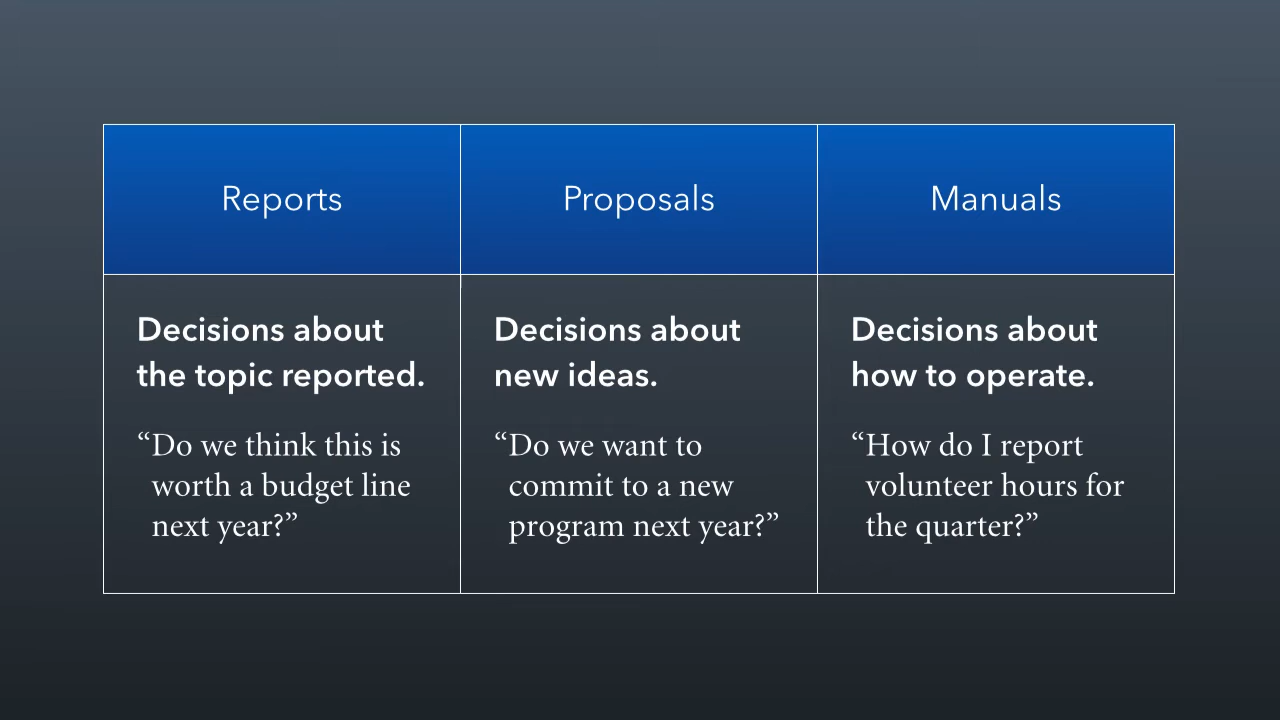 Reports
Proposals
Manuals
Decisions about
the topic reported.
“Do we think this is
worth a budget line
next year?”
Decisions about
new ideas.
“Do we want to
commit to a new
program next year?”
Decisions about
how to operate.
“How do I report
volunteer hours for
the quarter?”